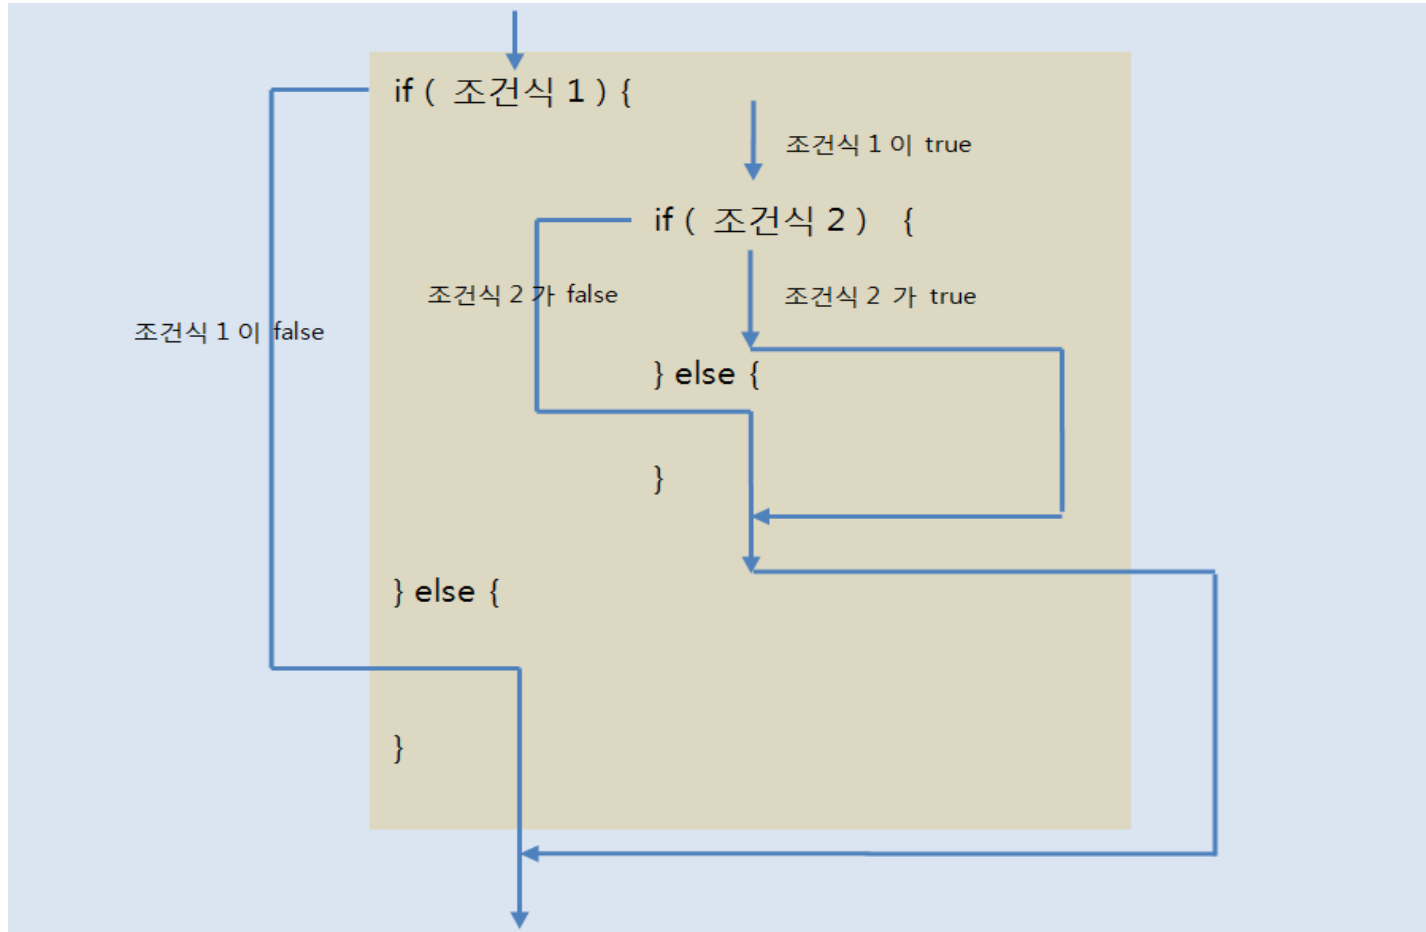 if ( 조건식 1 ) {
조건식 1 이 true
if ( 조건식 2 ) {
조건식 2 가 false
조건식 2 가 true
조건식 1 이 false
} else {
}
} else {
}